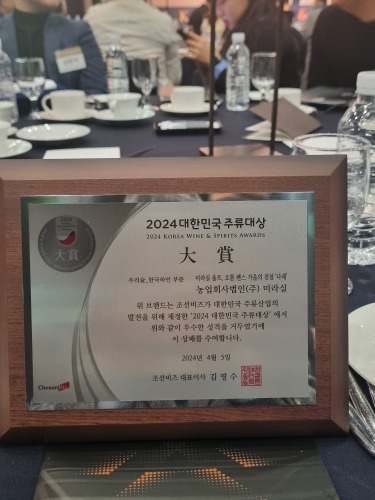 2024 대한민국 주류대상
2024 KOREA WINE & SPIRITS AWARDS
大賞
大賞
우리술_한국와인 부문
농업회사법인(주) 미라실
위 브랜드는 조선비즈가 대한민국 주류산업의
발전을 위해 제정한 '2024 대한민국 주류대상' 에서
위와 같이 우수한 성적을 거두었기에
이 상패를 수여합니다.
2024년 4월 5일
조선비즈 대표이사 김영수
ChosunBiz